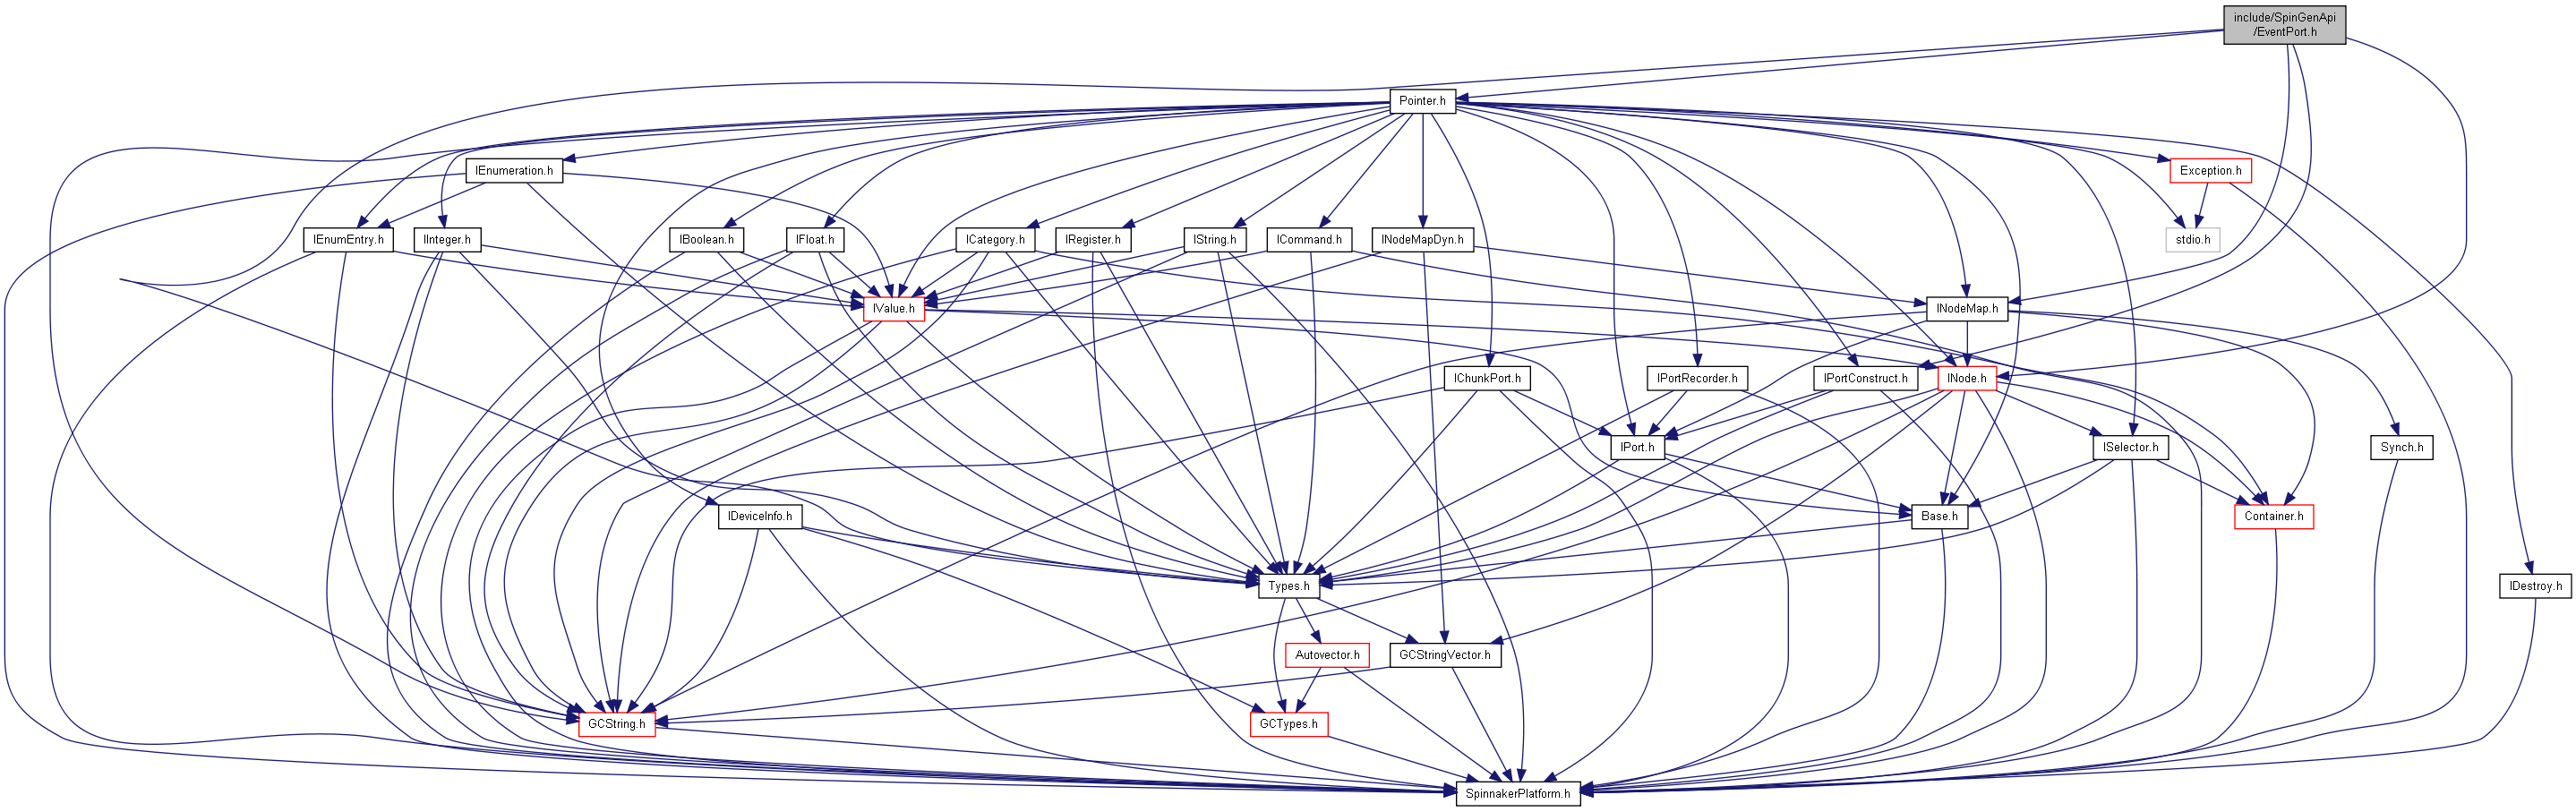 include/SpinGenApi
/EventPort.h
Pointer.h
IEnumeration.h
Exception.h
IEnumEntry.h
IInteger.h
IBoolean.h
IFloat.h
ICategory.h
IRegister.h
IString.h
ICommand.h
INodeMapDyn.h
stdio.h
IValue.h
INodeMap.h
IChunkPort.h
IPortRecorder.h
IPortConstruct.h
INode.h
IPort.h
ISelector.h
Synch.h
IDeviceInfo.h
Base.h
Container.h
Types.h
IDestroy.h
Autovector.h
GCStringVector.h
GCString.h
GCTypes.h
SpinnakerPlatform.h